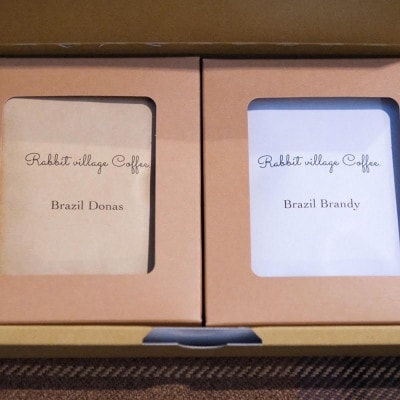 Rabbit village Coffee.
Brazil Donas
Rabbit village Coffee.
Brazil Brandy